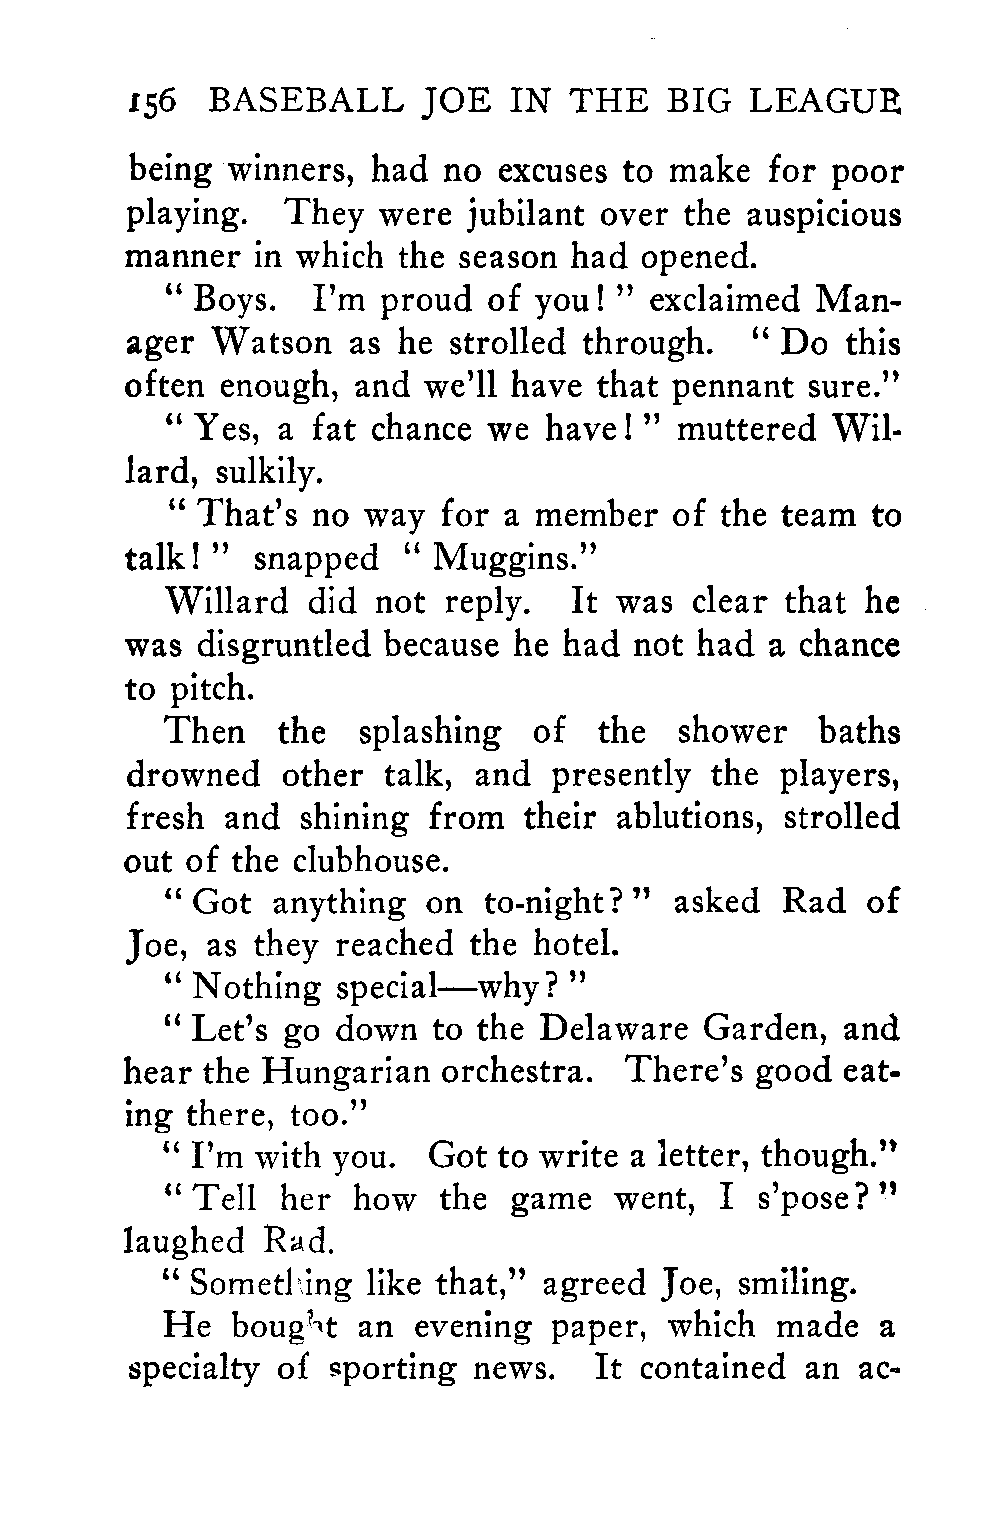 156 BASEBALL JOE IN THE BIG LEAGUE
being winners, had no excuses to make for poor
playing. They were jubilant over the auspicious
manner in which the season had opened.
" Boys. I'm proud of you! " exclaimed Man-
ager Watson as he strolled through. " Do this
often enough, and we'll have that pennant sure."
" Yes, a fat chance we have! " muttered Wil-
lard, sulkily.
" That's no way for a member of the team to
talk! " snapped " Muggins."
Willard did not reply. It was clear that he
was disgruntled because he had not had a chance
to pitch.
Then the splashing of the shower baths
drowned other talk, and presently the players,
fresh and shining from their ablutions, strolled
out of the clubhouse.
" Got anything on to-night? " asked Rad of
Joe, as they reached the hotel.
" Nothing special—why? "
" Let's go down to the Delaware Garden, and
hear the Hungarian orchestra. There's good eat-
ing there, too."
" I'm with you. Got to write a letter, though."
" Tell her how the game went, I s'pose? "
laughed Rad.
" Something like that," agreed Joe, smiling.
He bought an evening paper, which made a
specialty of sporting news. It contained an ac-